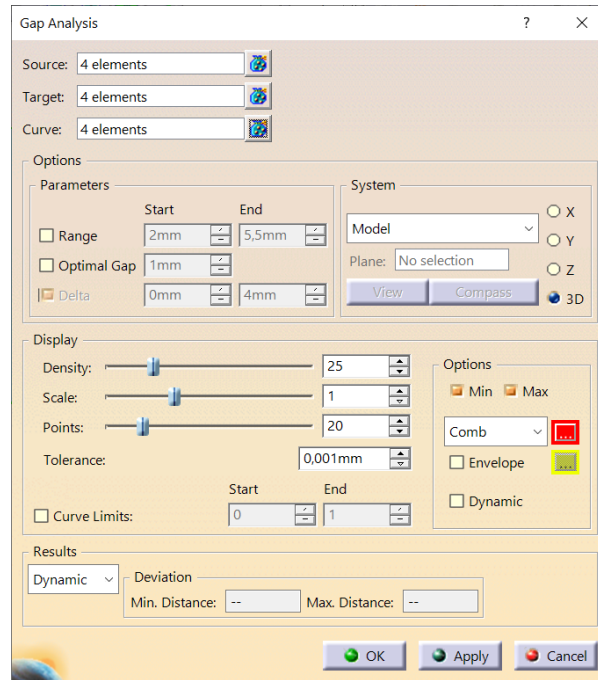 Gap Analysis ? ×
Source: 4 elements
Target: 4 elements
Curve: 4 elements
Options
Parameters
Start End
Range 2mm 5,5mm
Optimal Gap 1mm
Delta 0mm 4mm
System
Model
Plane: No selection
View Compass
X
Y
Z
3D
Display
Density: 25
Scale: 1
Points: 20
Tolerance: 0,001mm
Start End
Curve Limits: 0 1
Options
Min Max
Comb ...
Envelope ...
Dynamic
Results
Dynamic
Deviation
Min. Distance: -- Max. Distance: --
OK Apply Cancel